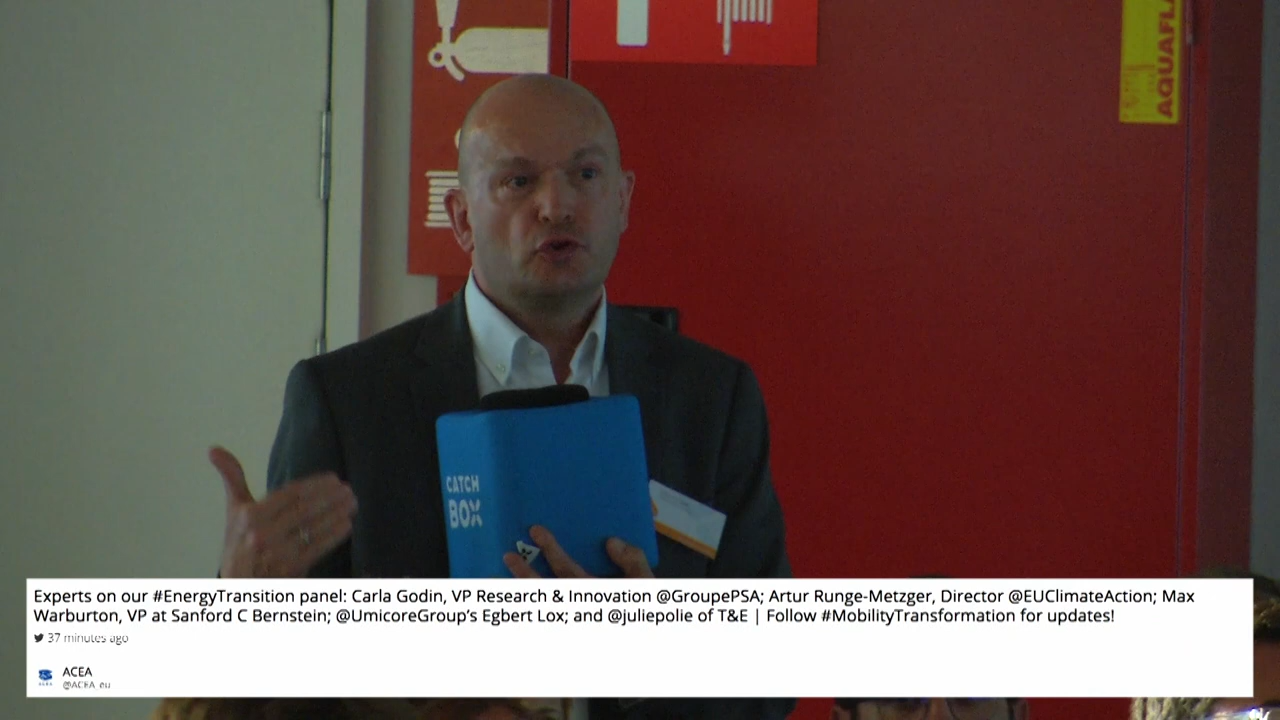 AQUAFLA
CATCH
BOX
Experts on our #EnergyTransition panel: Carla Godin, VP Research & Innovation @GroupePSA; Artur Runge-Metzger, Director @EUClimateAction; Max
Warburton, VP at Sanford C Bernstein; @UmicoreGroup's Egbert Lox; and @juliepolie of T&E | Follow #MobilityTransformation for updates!
37 minutes ago
ACEA
@ACEA_eu